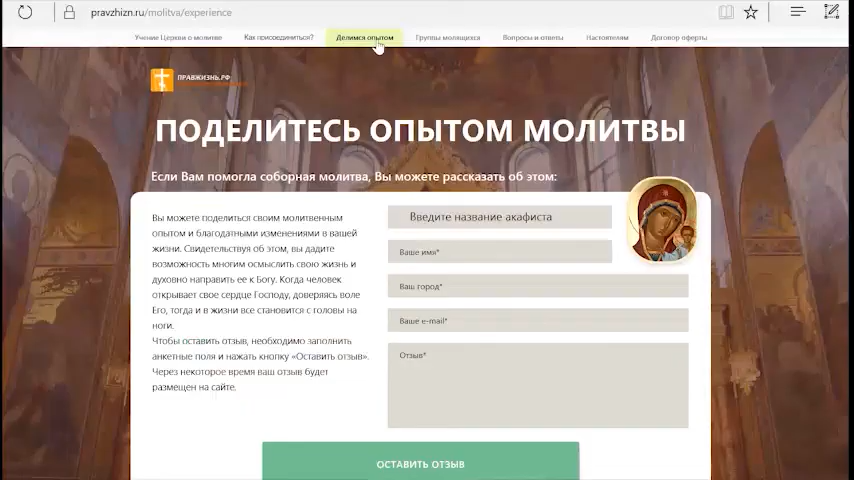 pravzhizn.ru/molitva/experience
Учение Церкви о молитве Как присоединиться? Делимся опытом Группы молящихся Вопросы и ответы Настоятелям Договор оферты
ПРАВЖИЗНЬ.РФ
ПОДЕЛИТЕСЬ ОПЫТОМ МОЛИТВЫ
Если Вам помогла соборная молитва, Вы можете рассказать об этом:
Вы можете поделиться своим молитвенным
опытом и благодатными изменениями в вашей
жизни. Свидетельствуя об этом, вы дадите
возможность многим осмыслить свою жизнь и
духовно направить ее к Богу. Когда человек
открывает свое сердце Господу, доверяясь воле
Его, тогда и в жизни все становится с головы на
ноги.
Чтобы оставить отзыв, необходимо заполнить
анкетные поля и нажать кнопку «Оставить отзыв».
Через некоторое время ваш отзыв будет
размещен на сайте.
Введите название акафиста
Ваше имя*
Ваш город*
Ваше e-mail*
Отзыв*
ОСТАВИТЬ ОТЗЫВ